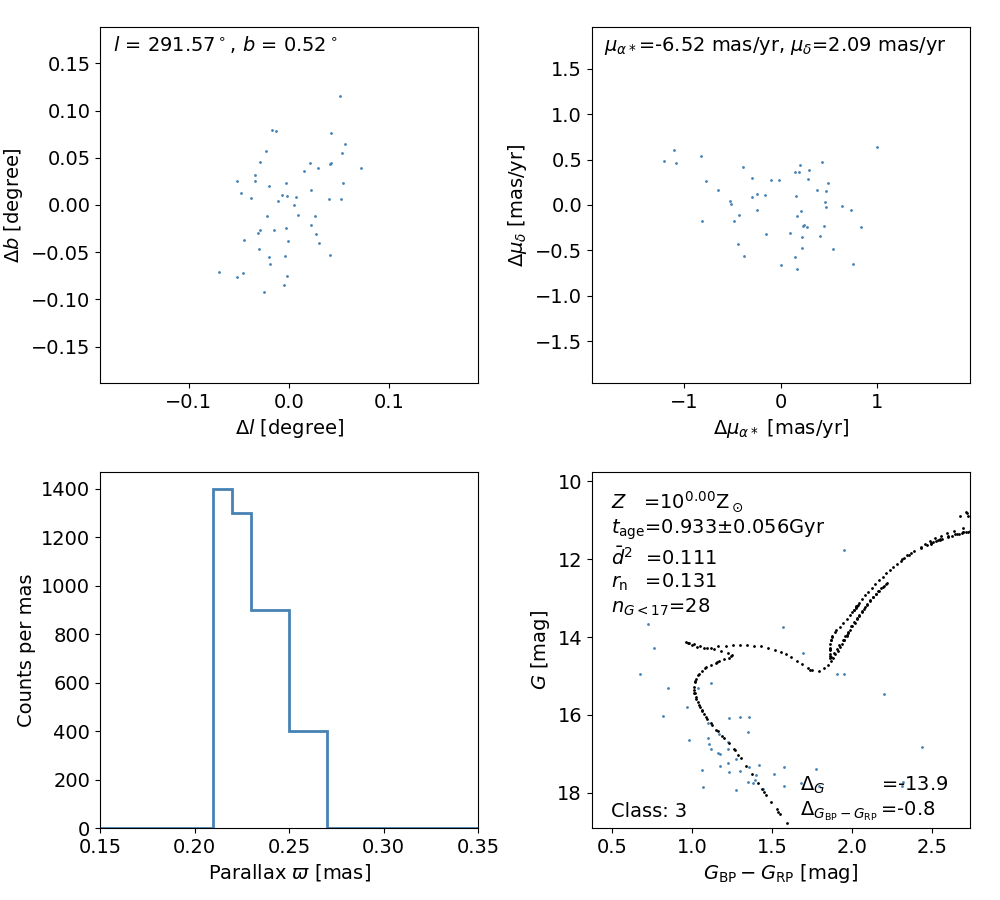 l = 291.57°, b = 0.52°
0.15
0.10
0.05
0.00
−0.05
−0.10
−0.15
Δb [degree]
−0.1 0.0 0.1
Δl [degree]
μα∗=-6.52 mas/yr, μδ=2.09 mas/yr
1.5
1.0
0.5
0.0
−0.5
−1.0
−1.5
Δμδ [mas/yr]
−1 0 1
Δμα∗ [mas/yr]
1400
1200
1000
800
600
400
200
0
Counts per mas
0.15 0.20 0.25 0.30 0.35
Parallax ϖ [mas]
Z =10^0.00 Z⊙
tage=0.933±0.056Gyr
d̄² =0.111
rn =0.131
nG<17=28
10
12
14
16
18
G [mag]
ΔG =-13.9
ΔGBP−GRP=-0.8
Class: 3
0.5 1.0 1.5 2.0 2.5
GBP − GRP [mag]